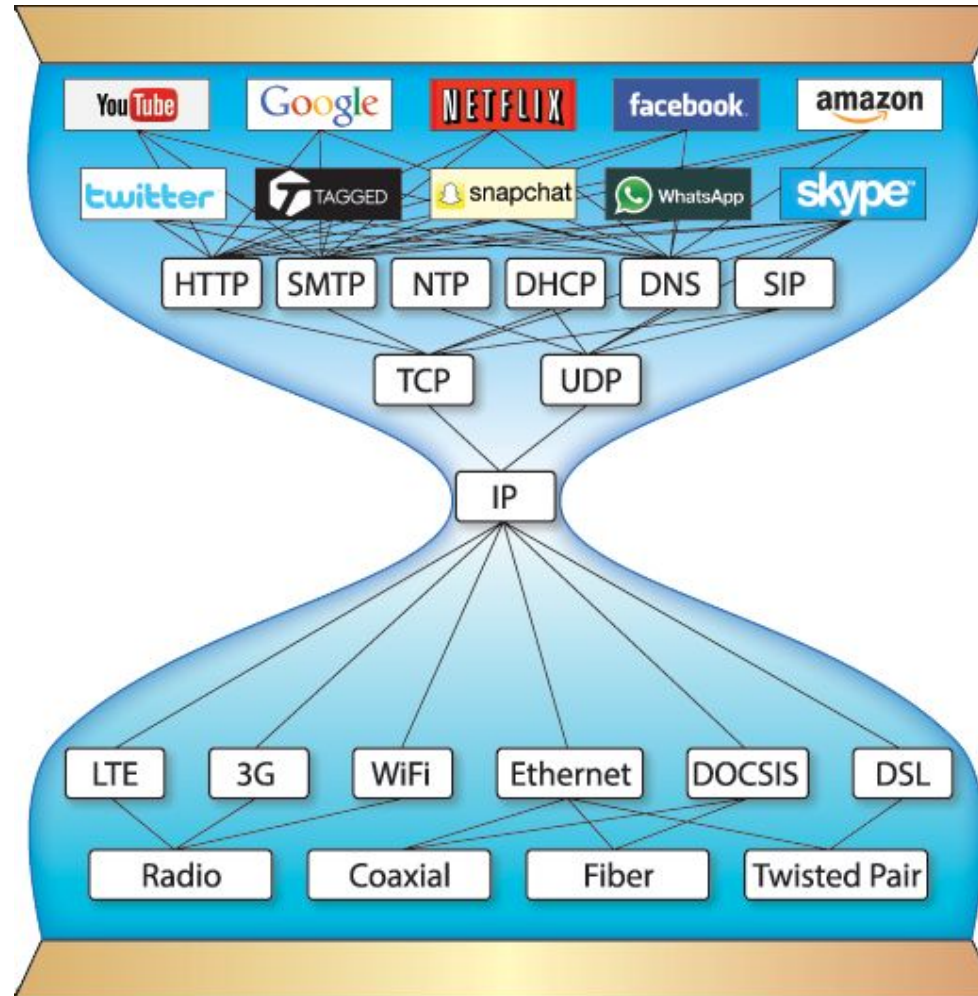 YouTube Google NETFLIX facebook. amazon
twitter TAGGED snapchat WhatsApp skype™
HTTP SMTP NTP DHCP DNS SIP
TCP UDP
IP
LTE 3G WiFi Ethernet DOCSIS DSL
Radio Coaxial Fiber Twisted Pair